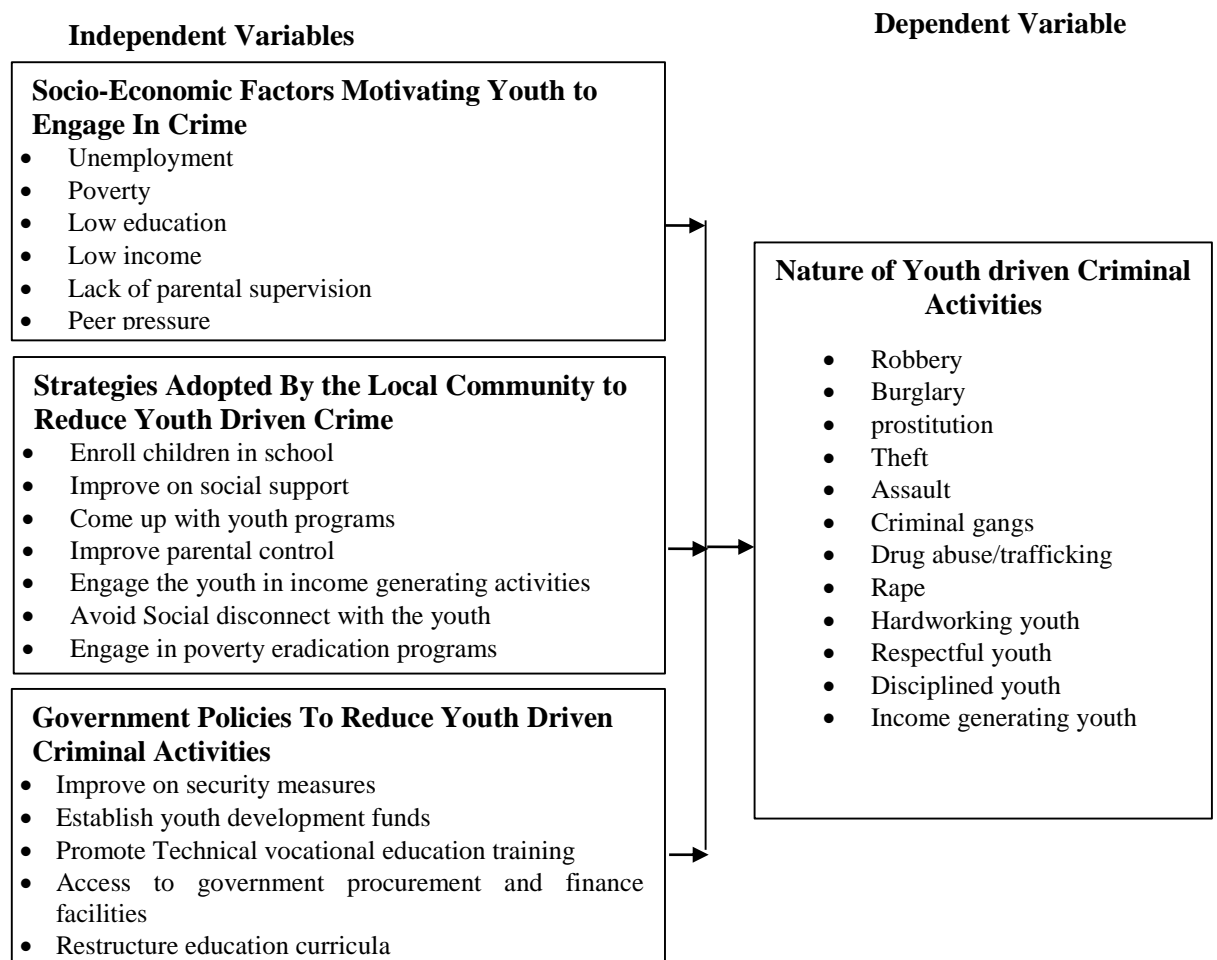 Independent Variables
Dependent Variable
Socio-Economic Factors Motivating Youth to
Engage In Crime
• Unemployment
• Poverty
• Low education
• Low income
• Lack of parental supervision
• Peer pressure
Strategies Adopted By the Local Community to
Reduce Youth Driven Crime
• Enroll children in school
• Improve on social support
• Come up with youth programs
• Improve parental control
• Engage the youth in income generating activities
• Avoid Social disconnect with the youth
• Engage in poverty eradication programs
Government Policies To Reduce Youth Driven
Criminal Activities
• Improve on security measures
• Establish youth development funds
• Promote Technical vocational education training
• Access to government procurement and finance
facilities
• Restructure education curricula
Nature of Youth driven Criminal
Activities
• Robbery
• Burglary
• prostitution
• Theft
• Assault
• Criminal gangs
• Drug abuse/trafficking
• Rape
• Hardworking youth
• Respectful youth
• Disciplined youth
• Income generating youth